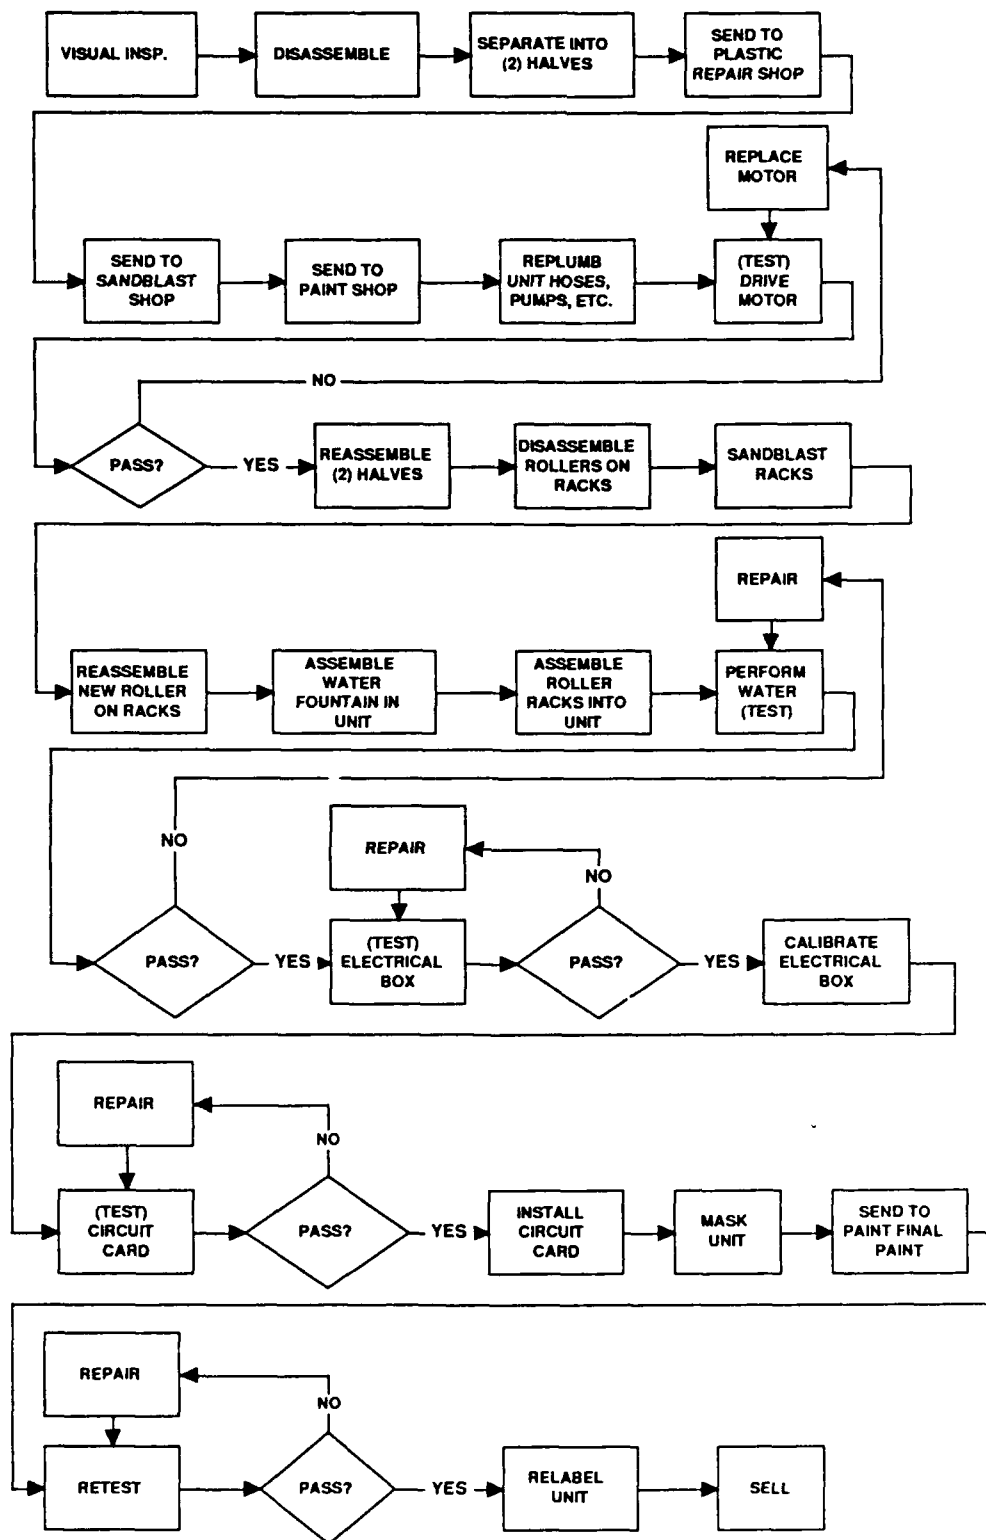 VISUAL INSP.
DISASSEMBLE
SEPARATE INTO
(2) HALVES
SEND TO
PLASTIC
REPAIR SHOP
REPLACE
MOTOR
SEND TO
SANDBLAST
SHOP
SEND TO
PAINT SHOP
REPLUMB
UNIT HOSES,
PUMPS, ETC.
(TEST)
DRIVE
MOTOR
NO
PASS?
YES
REASSEMBLE
(2) HALVES
DISASSEMBLE
ROLLERS ON
RACKS
SANDBLAST
RACKS
REPAIR
REASSEMBLE
NEW ROLLER
ON RACKS
ASSEMBLE
WATER
FOUNTAIN IN
UNIT
ASSEMBLE
ROLLER
RACKS INTO
UNIT
PERFORM
WATER
(TEST)
NO
REPAIR
NO
PASS?
YES
(TEST)
ELECTRICAL
BOX
PASS?
YES
CALIBRATE
ELECTRICAL
BOX
REPAIR
NO
(TEST)
CIRCUIT
CARD
PASS?
YES
INSTALL
CIRCUIT
CARD
MASK
UNIT
SEND TO
PAINT FINAL
PAINT
REPAIR
NO
RETEST
PASS?
YES
RELABEL
UNIT
SELL